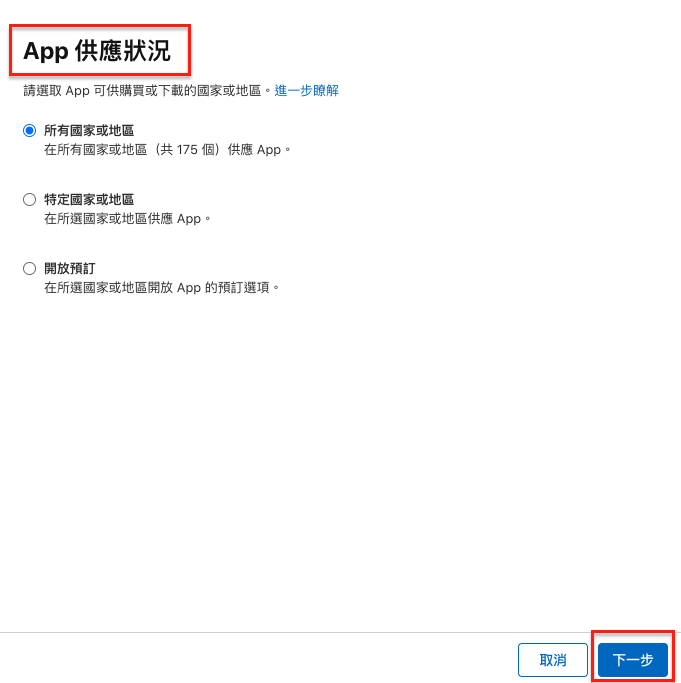 App 供應狀況
請選取 App 可供購買或下載的國家或地區。進一步瞭解
所有國家或地區
在所有國家或地區（共 175 個）供應 App。
特定國家或地區
在所選國家或地區供應 App。
開放預訂
在所選國家或地區開放 App 的預訂選項。
取消
下一步